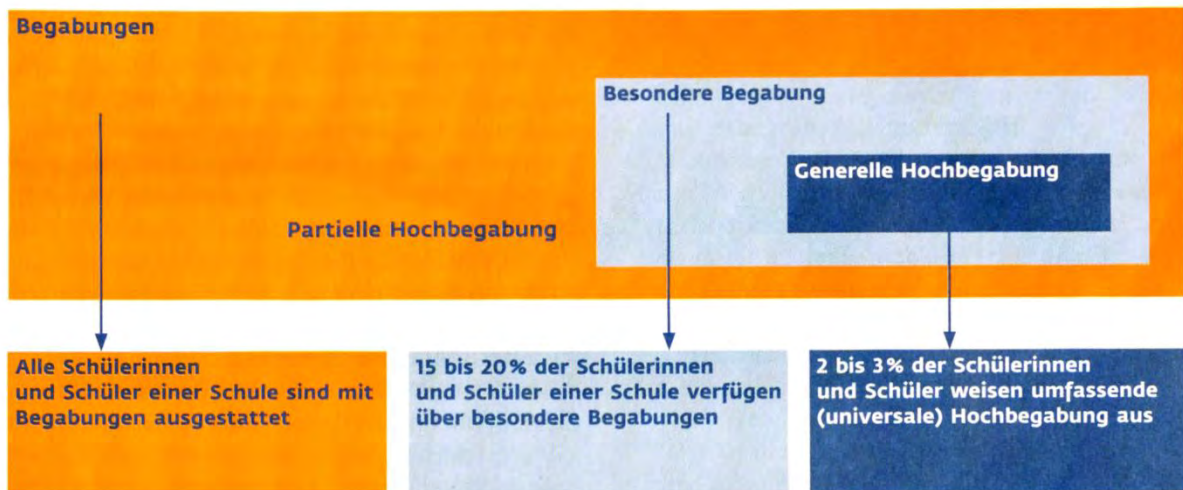 Begabungen
Besondere Begabung
Generelle Hochbegabung
Partielle Hochbegabung
Alle Schülerinnen
und Schüler einer Schule sind mit
Begabungen ausgestattet
15 bis 20% der Schülerinnen
und Schüler einer Schule verfügen
über besondere Begabungen
2 bis 3% der Schülerinnen
und Schüler weisen umfassende
(universale) Hochbegabung aus